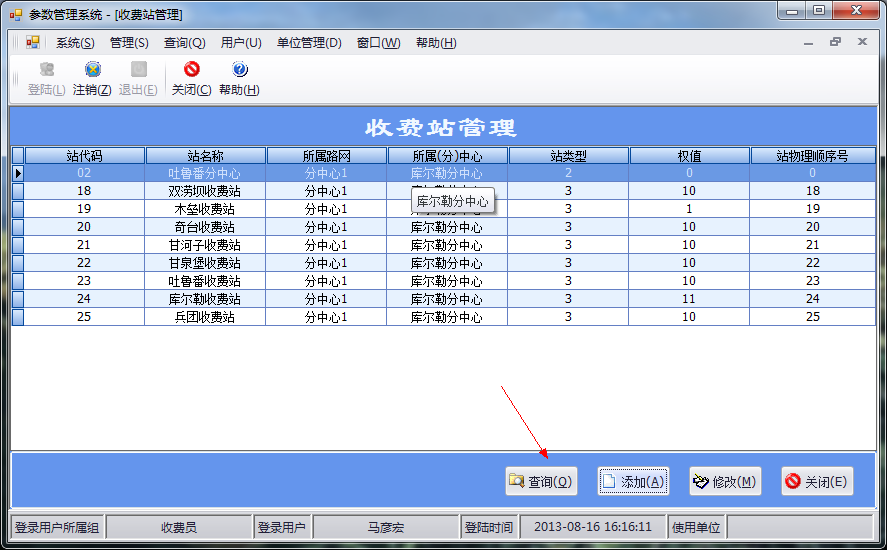 参数管理系统 - [收费站管理]
系统(S) 管理(S) 查询(Q) 用户(U) 单位管理(D) 窗口(W) 帮助(H)
登陆(L) 注销(Z) 退出(E) 关闭(C) 帮助(H)
收费站管理
站代码 站名称 所属路网 所属(分)中心 站类型 权值 站物理顺序号
02 吐鲁番分中心 分中心1 库尔勒分中心 2 0 0
18 双涝坝收费站 分中心1 3 10 18
库尔勒分中心
19 木垒收费站 分中心1 3 1 19
20 奇台收费站 分中心1 库尔勒分中心 3 10 20
21 甘河子收费站 分中心1 库尔勒分中心 3 10 21
22 甘泉堡收费站 分中心1 库尔勒分中心 3 10 22
23 吐鲁番收费站 分中心1 库尔勒分中心 3 10 23
24 库尔勒收费站 分中心1 库尔勒分中心 3 11 24
25 兵团收费站 分中心1 库尔勒分中心 3 10 25
查询(Q) 添加(A) 修改(M) 关闭(E)
登录用户所属组 收费员 登录用户 马彦宏 登陆时间 2013-08-16 16:16:11 使用单位